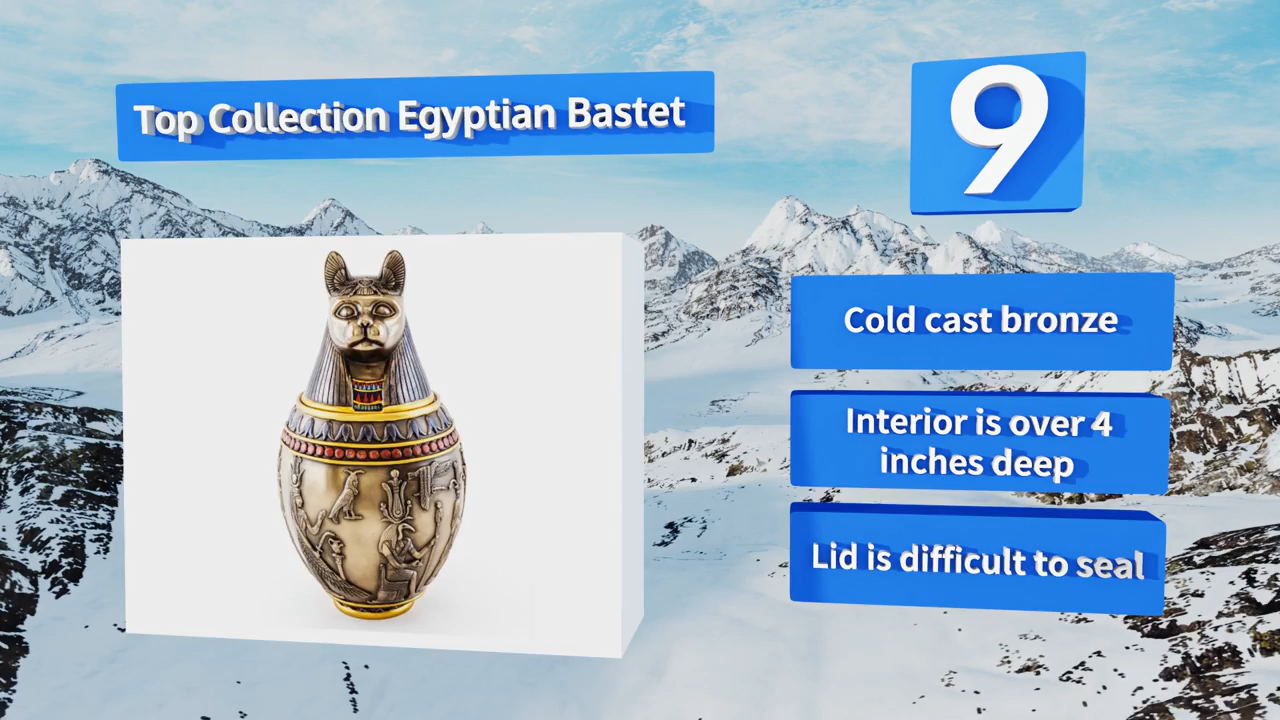 Top Collection Egyptian Bastet
9
Cold cast bronze
Interior is over 4
inches deep
Lid is difficult to seal